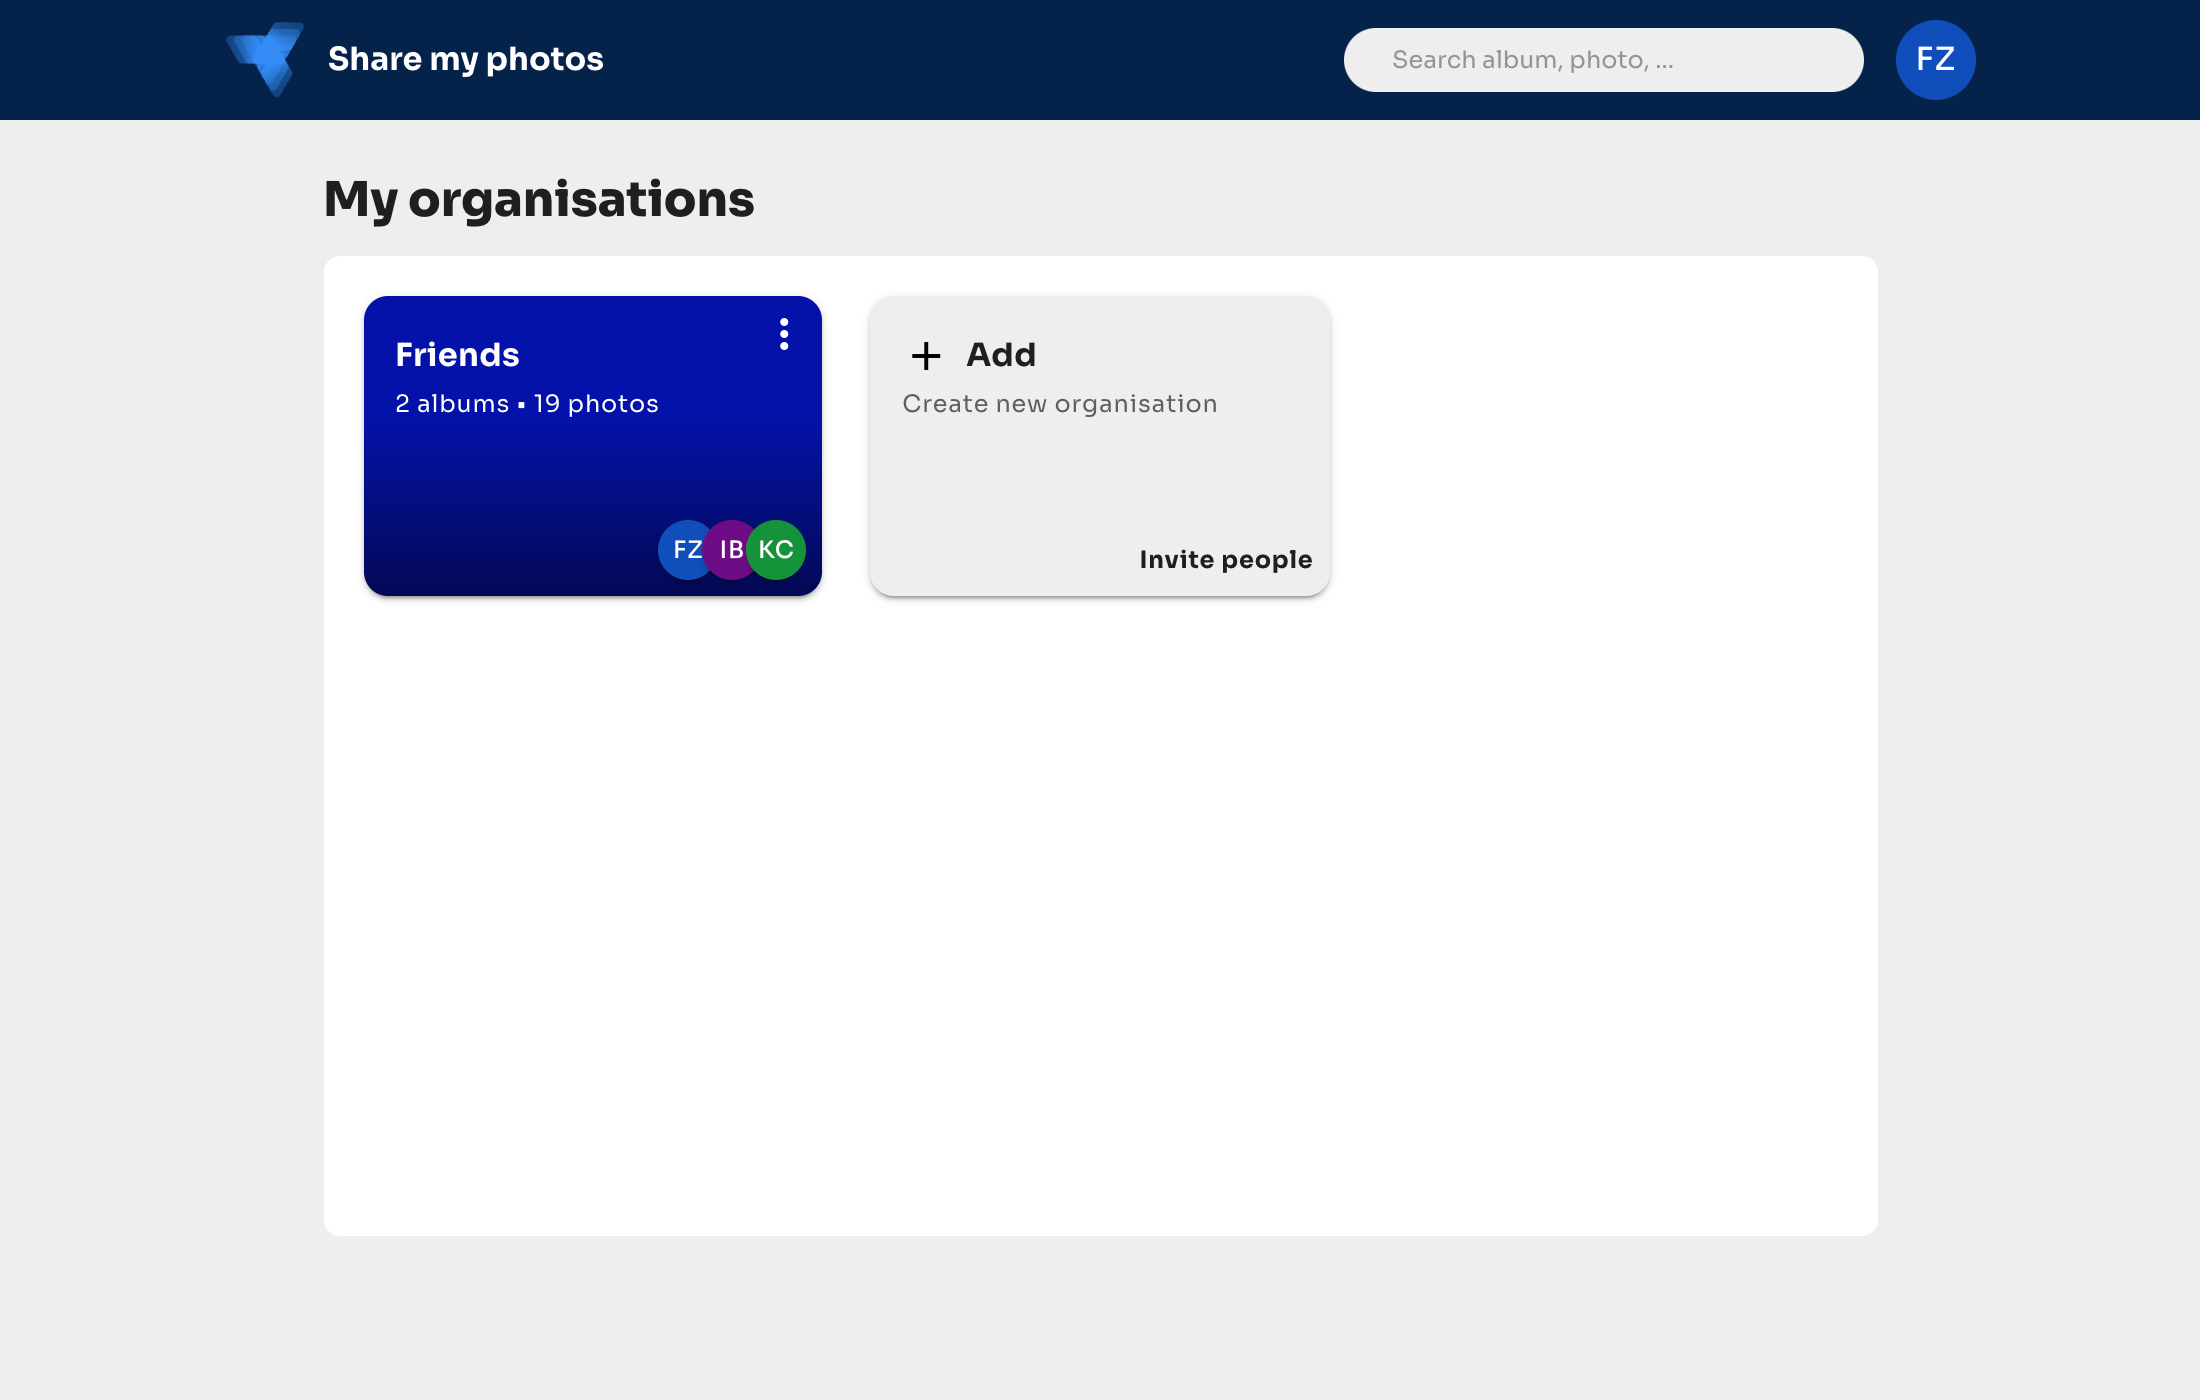 Share my photos
Search album, photo, ...
FZ
My organisations
Friends
2 albums • 19 photos
FZ IB KC
+ Add
Create new organisation
Invite people